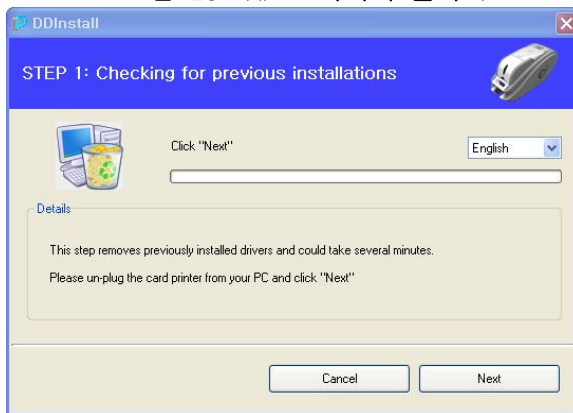 DDInstall
STEP 1: Checking for previous installations
Click "Next"
English
Details
This step removes previously installed drivers and could take several minutes.
Please un-plug the card printer from your PC and click "Next"
Cancel
Next